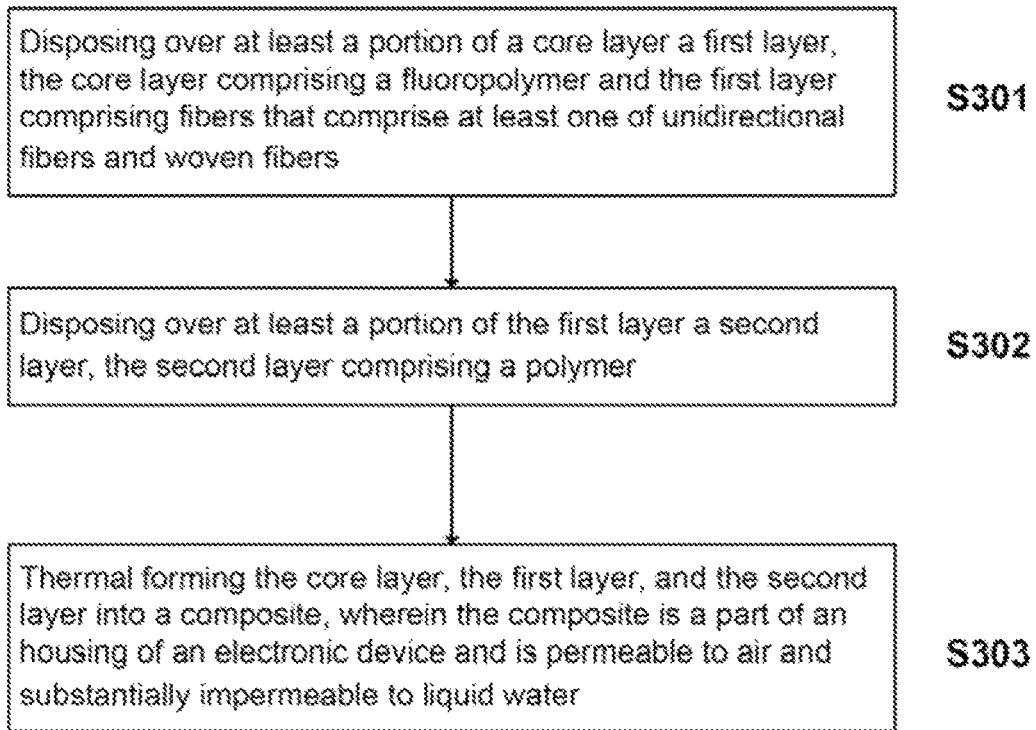 Disposing over at least a portion of a core layer a first layer,
the core layer comprising a fluoropolymer and the first layer
comprising fibers that comprise at least one of unidirectional
fibers and woven fibers
S301
Disposing over at least a portion of the first layer a second
layer, the second layer comprising a polymer
S302
Thermal forming the core layer, the first layer, and the second
layer into a composite, wherein the composite is a part of an
housing of an electronic device and is permeable to air and
substantially impermeable to liquid water
S303